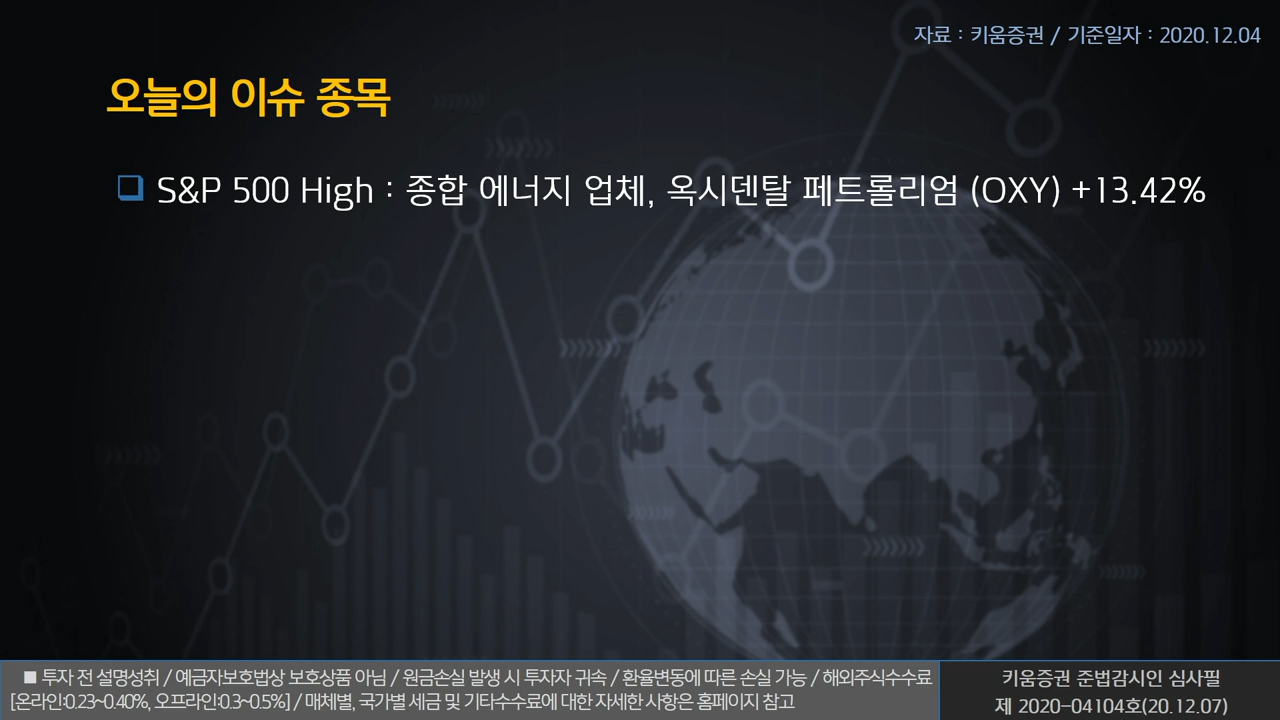 자료 : 키움증권 / 기준일자 : 2020.12.04
오늘의 이슈 종목
❑ S&P 500 High : 종합 에너지 업체, 옥시덴탈 페트롤리엄 (OXY) +13.42%
■ 투자 전 설명성취 / 예금자보호법상 보호상품 아님 / 원금손실 발생 시 투자자 귀속 / 환율변동에 따른 손실 가능 / 해외주식수수료
[온라인:0.23~0.40%, 오프라인:0.3~0.5%] / 매체별, 국가별 세금 및 기타수수료에 대한 자세한 사항은 홈페이지 참고
키움증권 준법감시인 심사필
제 2020-04104호(20.12.07)